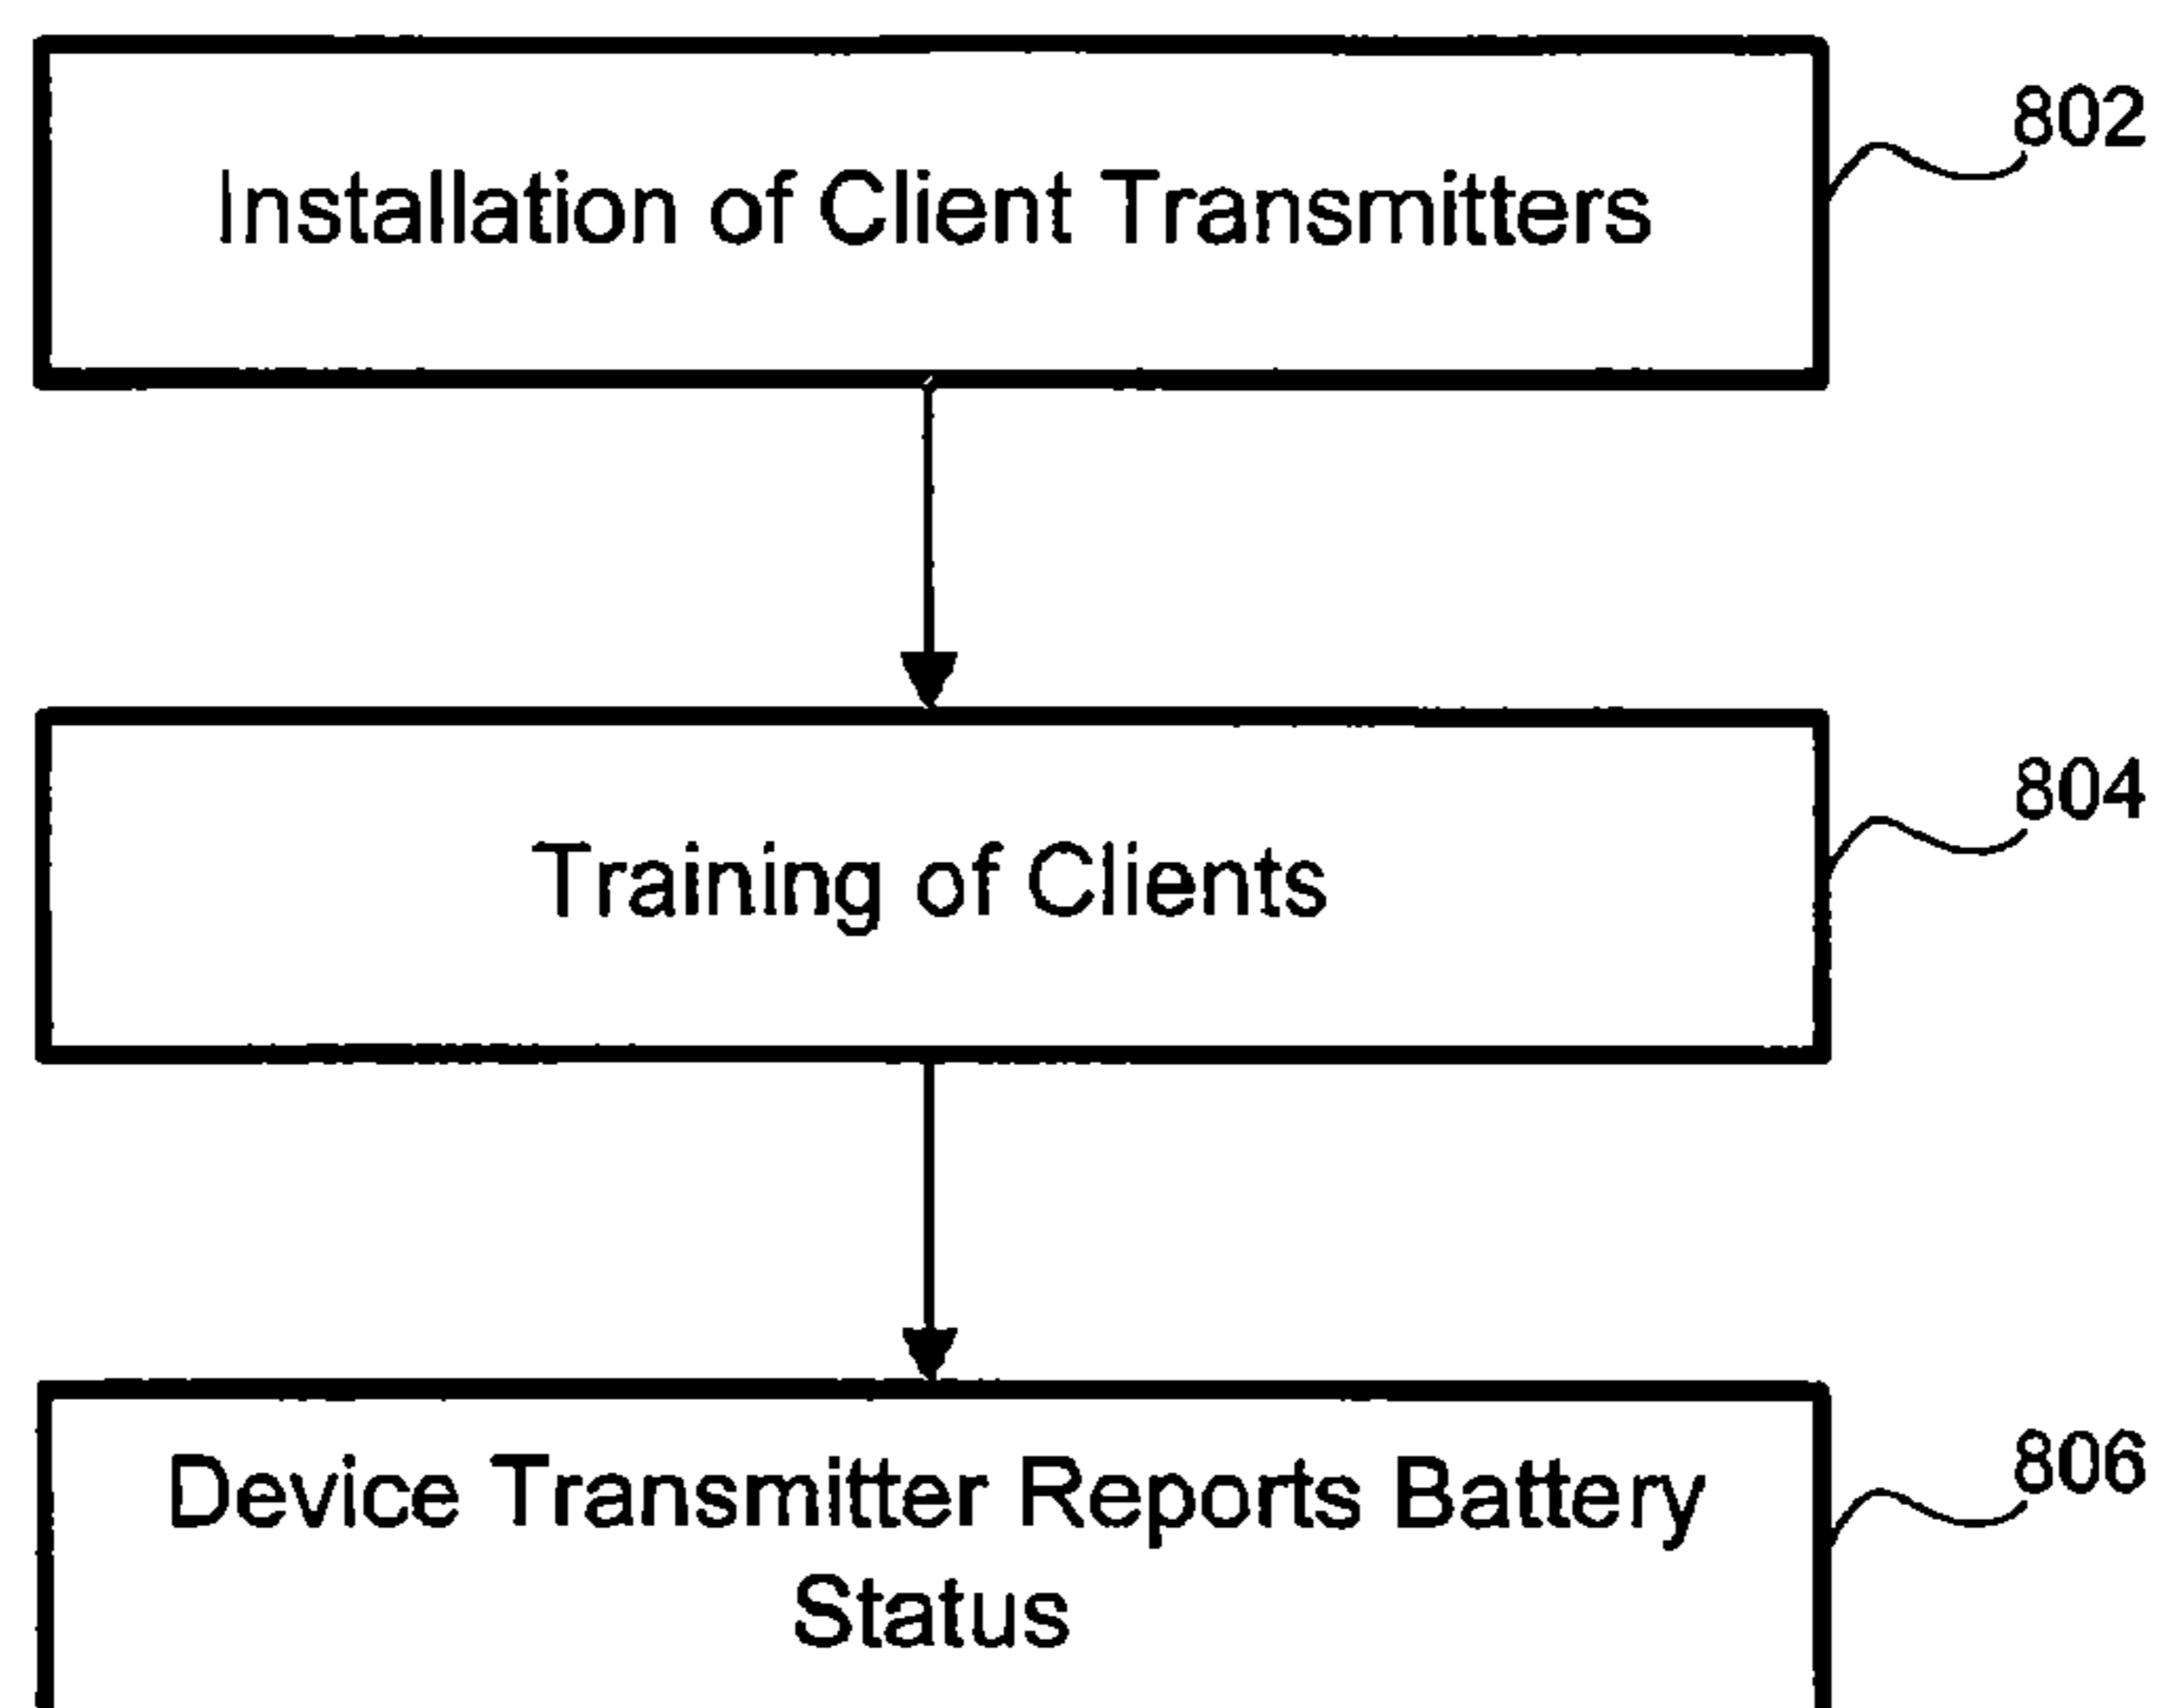 802
Installation of Client Transmitters
804
Training of Clients
806
Device Transmitter Reports Battery
Status